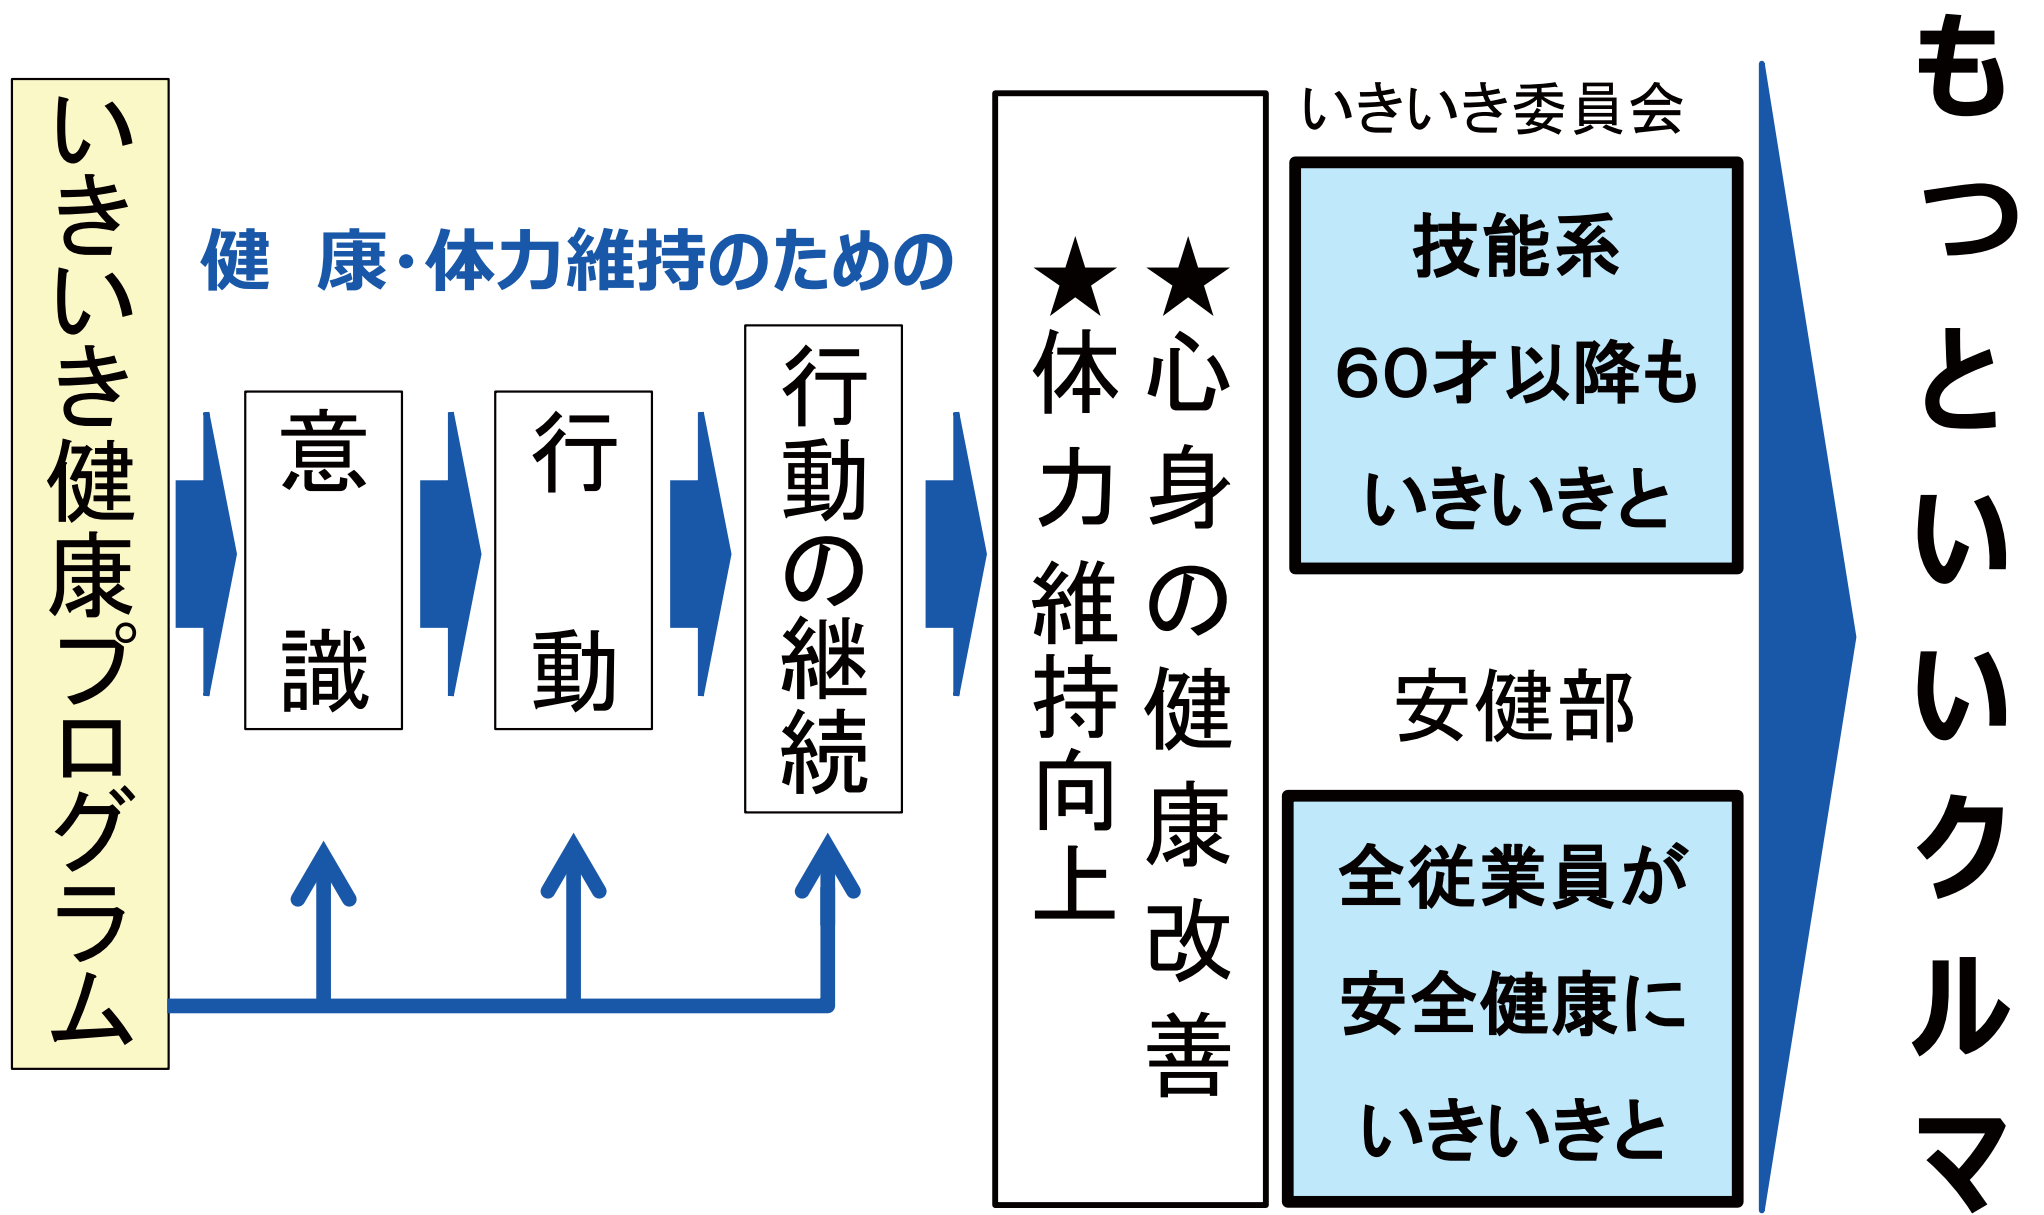 いきいき健康プログラム
健　康・体力維持のための
意　識
行　動
行動の継続
★心身の健康改善
★体力維持向上
いきいき委員会
技能系
60才以降も
いきいきと
安健部
全従業員が
安全健康に
いきいきと
もっといいクルマ